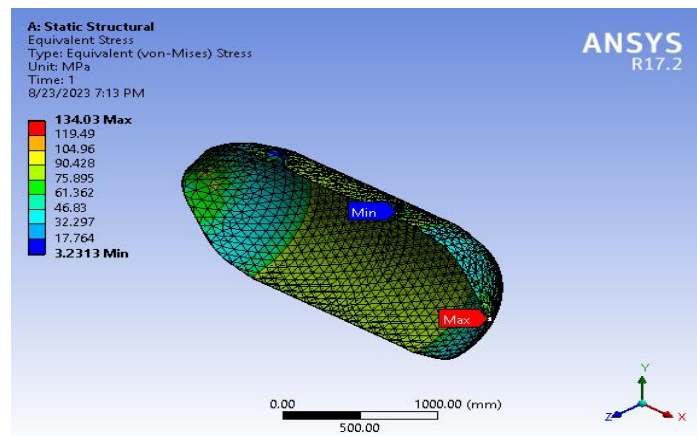 A: Static Structural
Equivalent Stress
Type: Equivalent (von-Mises) Stress
Unit: MPa
Time: 1
8/23/2023 7:13 PM
ANSYS
R17.2
134.03 Max
119.49
104.96
90.428
75.895
61.362
46.83
32.297
17.764
3.2313 Min
Min
Max
0.00 1000.00 (mm)
500.00
Y
Z X